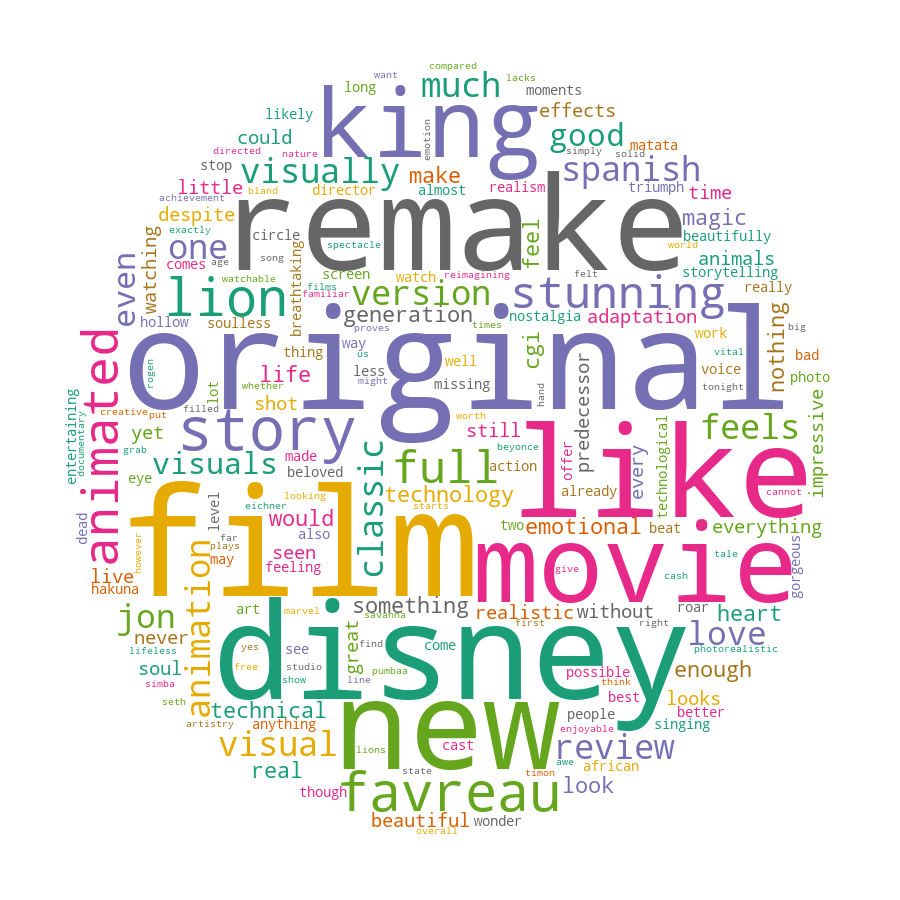 compared
want
lacks
long
much
moments
king
effects
likely
good
could
emotion
matata
directed
nature
simply
solid
stop
visually
make
spanish
little
director
almost
realism
triumph
time
bland
achievement
remake
despite
magic
exactly
one
circle
spectacle
feel
world
beautifully
even
watching
comes
age
song
breathtaking
animals
watchable
screen
watch
reimagining
felt
storytelling
lion
films
familiar
version
stunning
really
hollow
soulless
generation
nostalgia
adaptation
nothing
big
original
proves
times
cgi
work
thing
way
us
well
less
might
missing
vital
bad
voice
photo
life
rogen
whether
lot
hand
tonight
animated
entertaining
documentary
creative
put
filled
shot
story
worth
predecessor
like
feels
impressive
yet
grab
still
beyonce
offer
every
technological
everything
visuals
made
beloved
classic
full
action
already
cannot
eye
looking
technology
level
eichner
starts
dead
film
would
two
emotional
beat
however
far
also
plays
seen
may
feeling
movie
tale
gorgeous
live
hakuna
give
cash
animation
art
marvel
something
savanna
realistic
without
roar
heart
jon
never
yes
see
great
find
come
first
right
love
lifeless
disney
photorealistic
soul
free
studio
pumbaa
possible
enough
simba
show
line
think
seth
new
best
looks
technical
people
better
artistry
anything
enjoyable
singing
visual
lions
cast
review
real
state
awe
african
timon
look
though
favreau
beautiful
wonder
overall